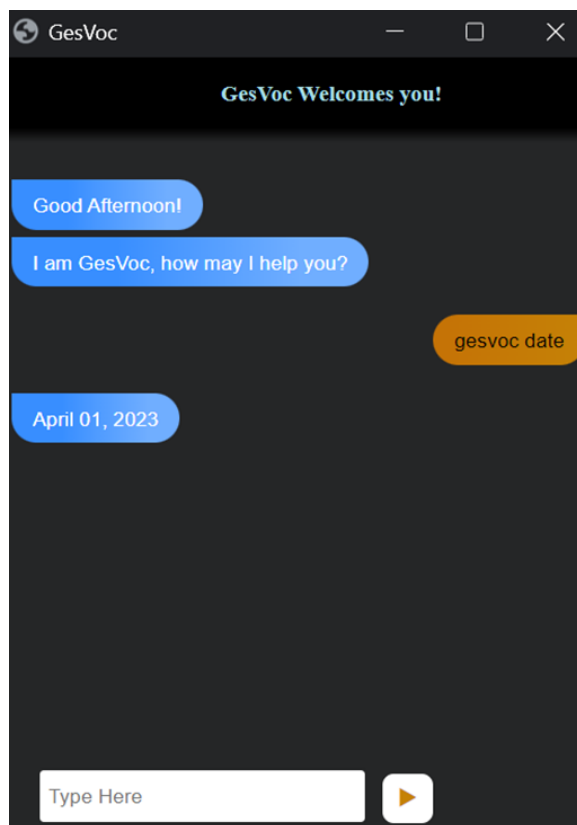 GesVoc
GesVoc Welcomes you!
Good Afternoon!
I am GesVoc, how may I help you?
gesvoc date
April 01, 2023
Type Here